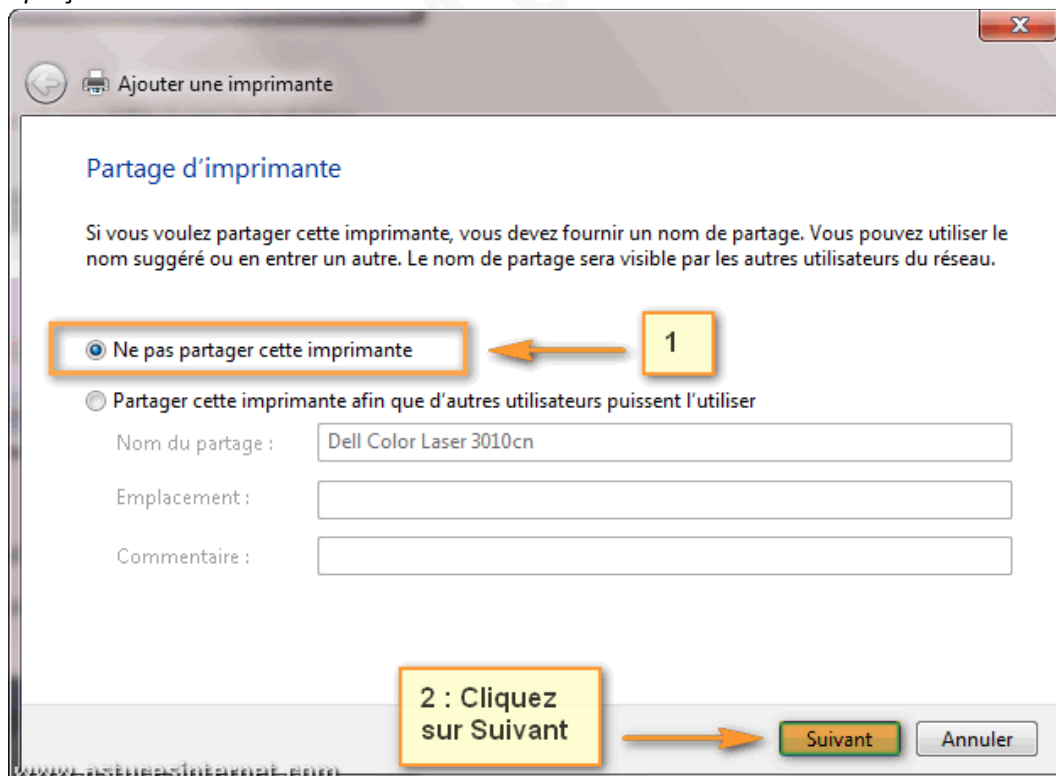 Ajouter une imprimante
Partage d'imprimante
Si vous voulez partager cette imprimante, vous devez fournir un nom de partage. Vous pouvez utiliser le
nom suggéré ou en entrer un autre. Le nom de partage sera visible par les autres utilisateurs du réseau.
Ne pas partager cette imprimante
1
Partager cette imprimante afin que d'autres utilisateurs puissent l'utiliser
Nom du partage : Dell Color Laser 3010cn
Emplacement :
Commentaire :
2 : Cliquez
sur Suivant
Suivant Annuler
www.astucesinternet.com